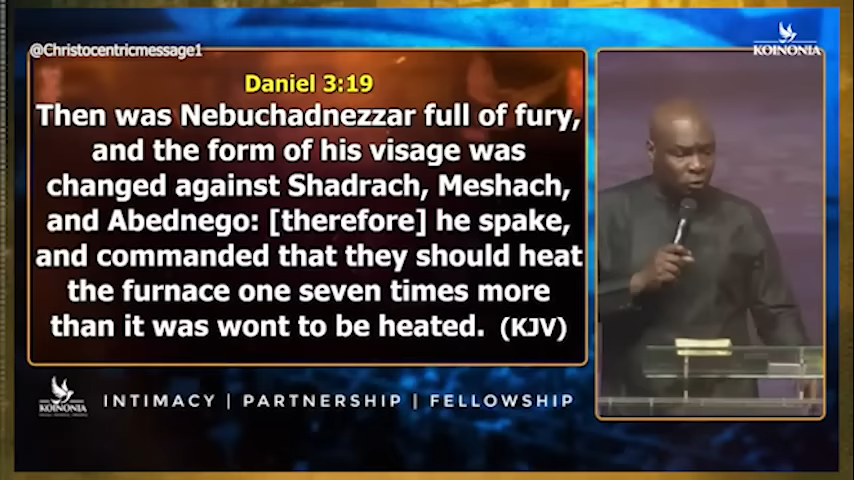 @Christocentricmessage1
KOINONIA
Daniel 3:19
Then was Nebuchadnezzar full of fury,
and the form of his visage was
changed against Shadrach, Meshach,
and Abednego: [therefore] he spake,
and commanded that they should heat
the furnace one seven times more
than it was wont to be heated. (KJV)
KOINONIA
INTIMACY | PARTNERSHIP | FELLOWSHIP